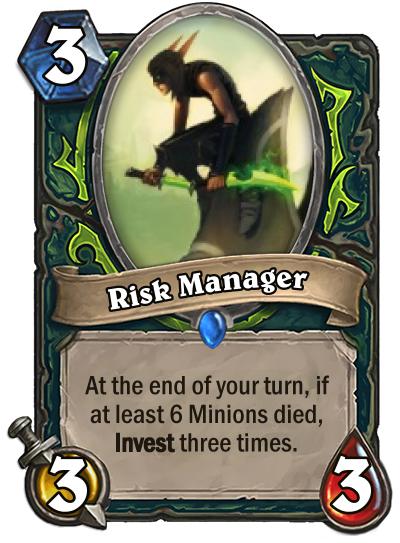 3
Risk Manager
At the end of your turn, if
at least 6 Minions died,
Invest three times.
3
3